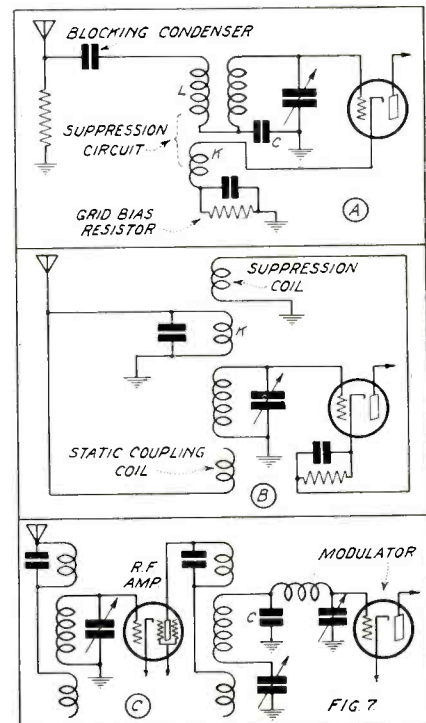 BLOCKING CONDENSER
L
SUPPRESSION
CIRCUIT
C
K
GRID BIAS
RESISTOR
A
SUPPRESSION
COIL
K
STATIC COUPLING
COIL
B
R.F
AMP
MODULATOR
C
C
FIG. 7.